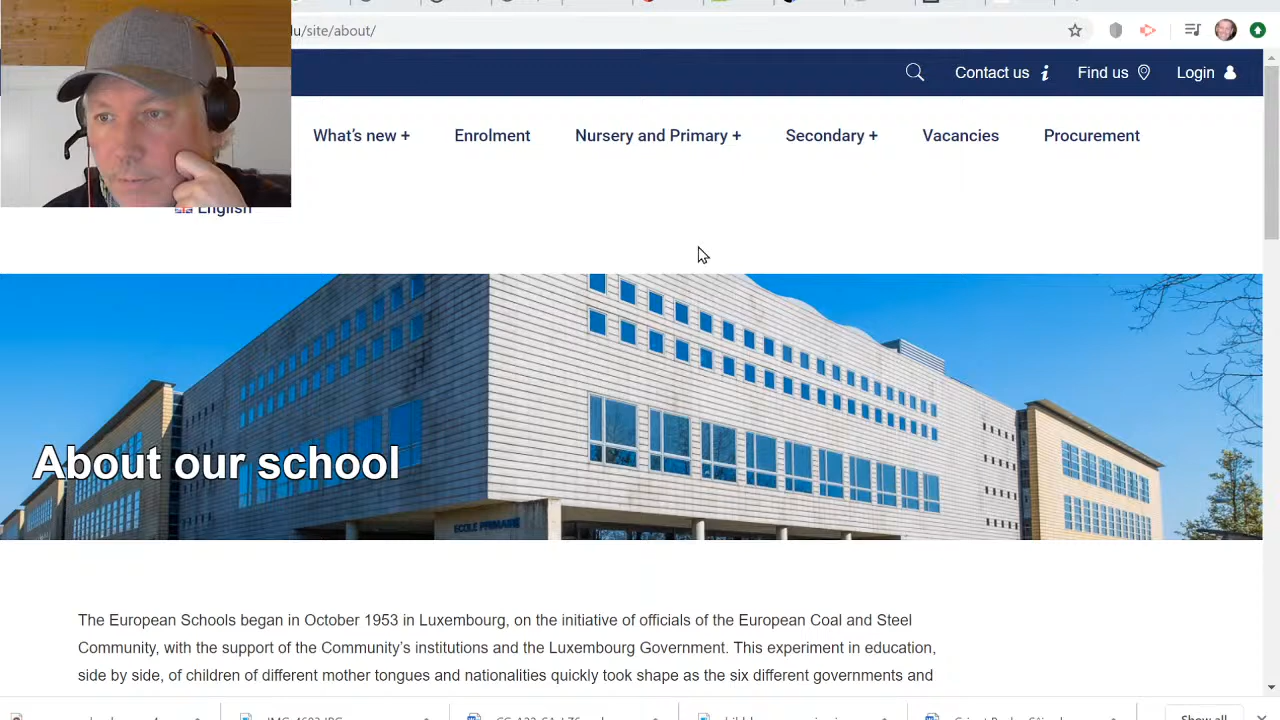 lu/site/about/
Contact us
Find us
Login
What's new +
Enrolment
Nursery and Primary +
Secondary +
Vacancies
Procurement
English
About our school
ECOLE PRIMAIRE
The European Schools began in October 1953 in Luxembourg, on the initiative of officials of the European Coal and Steel
Community, with the support of the Community's institutions and the Luxembourg Government. This experiment in education,
side by side, of children of different mother tongues and nationalities quickly took shape as the six different governments and
Show all